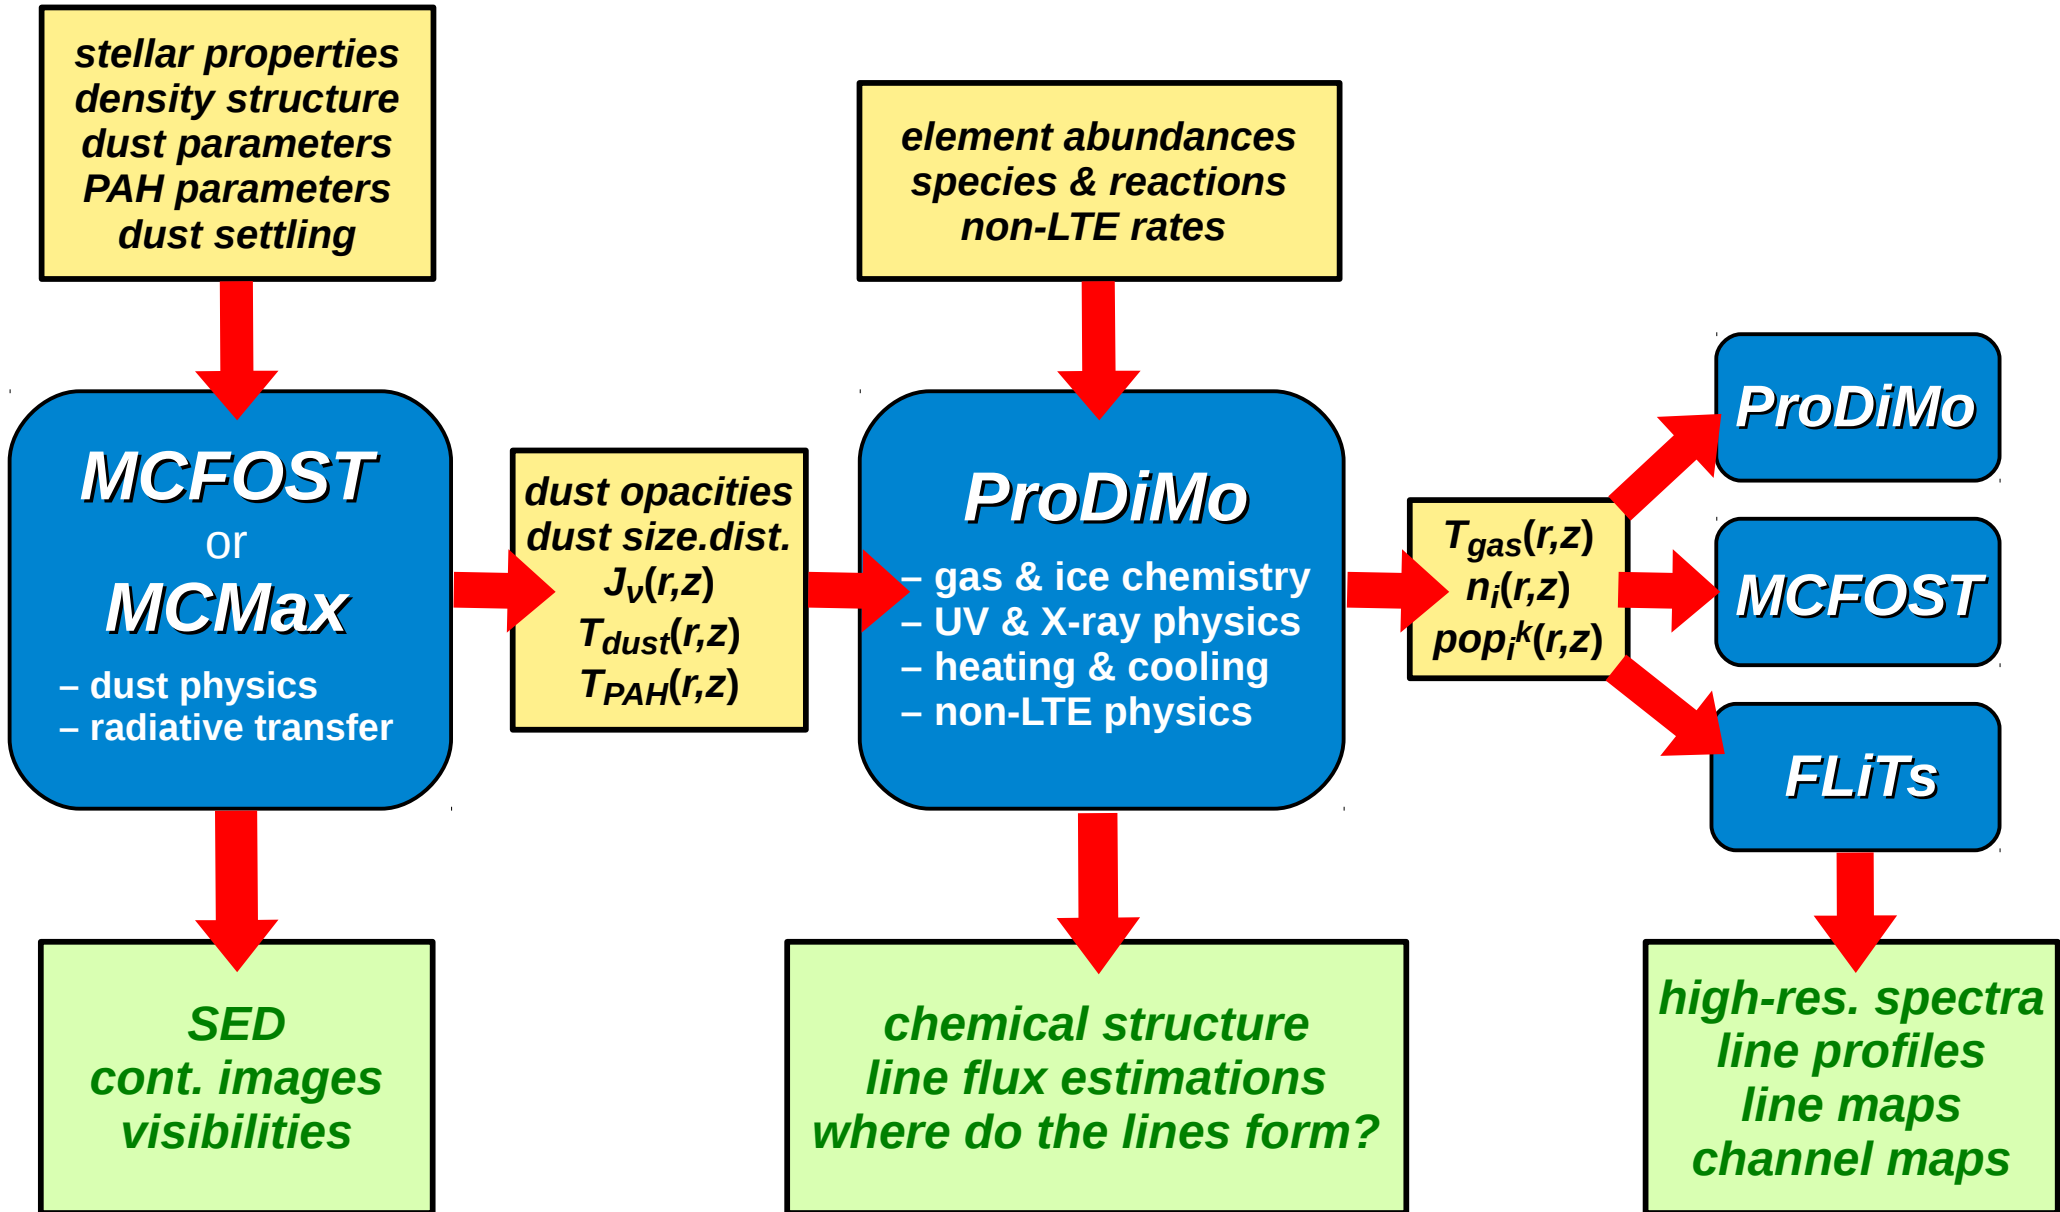 stellar properties
density structure
dust parameters
PAH parameters
dust settling
element abundances
species & reactions
non-LTE rates
MCFOST
or
MCMax
– dust physics
– radiative transfer
dust opacities
dust size.dist.
Jν(r,z)
Tdust(r,z)
TPAH(r,z)
ProDiMo
– gas & ice chemistry
– UV & X-ray physics
– heating & cooling
– non-LTE physics
Tgas(r,z)
ni(r,z)
popi^k(r,z)
ProDiMo
MCFOST
FLiTs
SED
cont. images
visibilities
chemical structure
line flux estimations
where do the lines form?
high-res. spectra
line profiles
line maps
channel maps